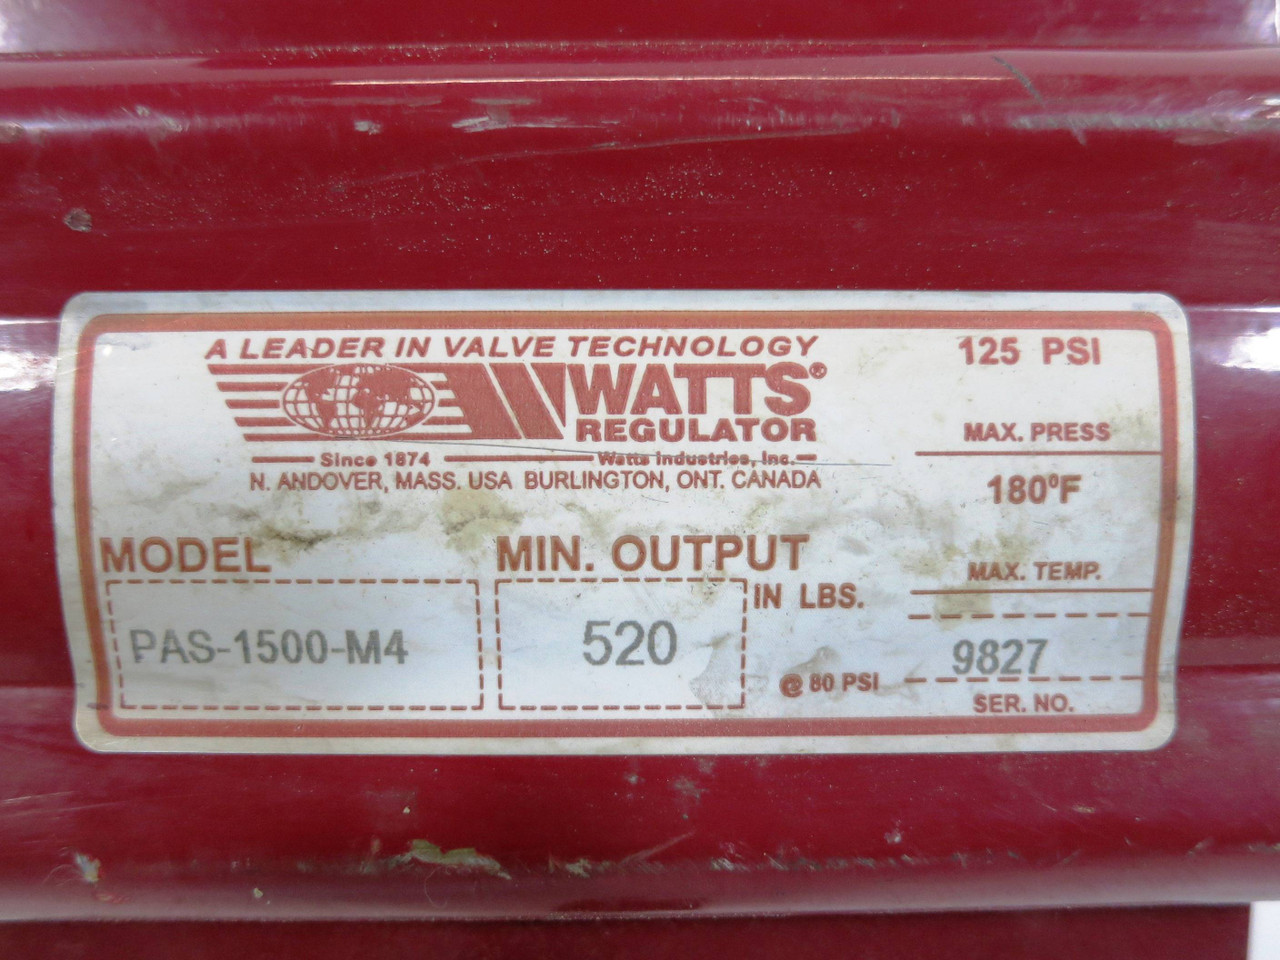 A LEADER IN VALVE TECHNOLOGY
WATTS®
REGULATOR
Since 1874 Watts Industries, Inc.
N. ANDOVER, MASS. USA BURLINGTON, ONT. CANADA
125 PSI
MAX. PRESS
180ºF
MAX. TEMP.
MODEL
PAS-1500-M4
MIN. OUTPUT
520
IN LBS.
@ 80 PSI
9827
SER. NO.